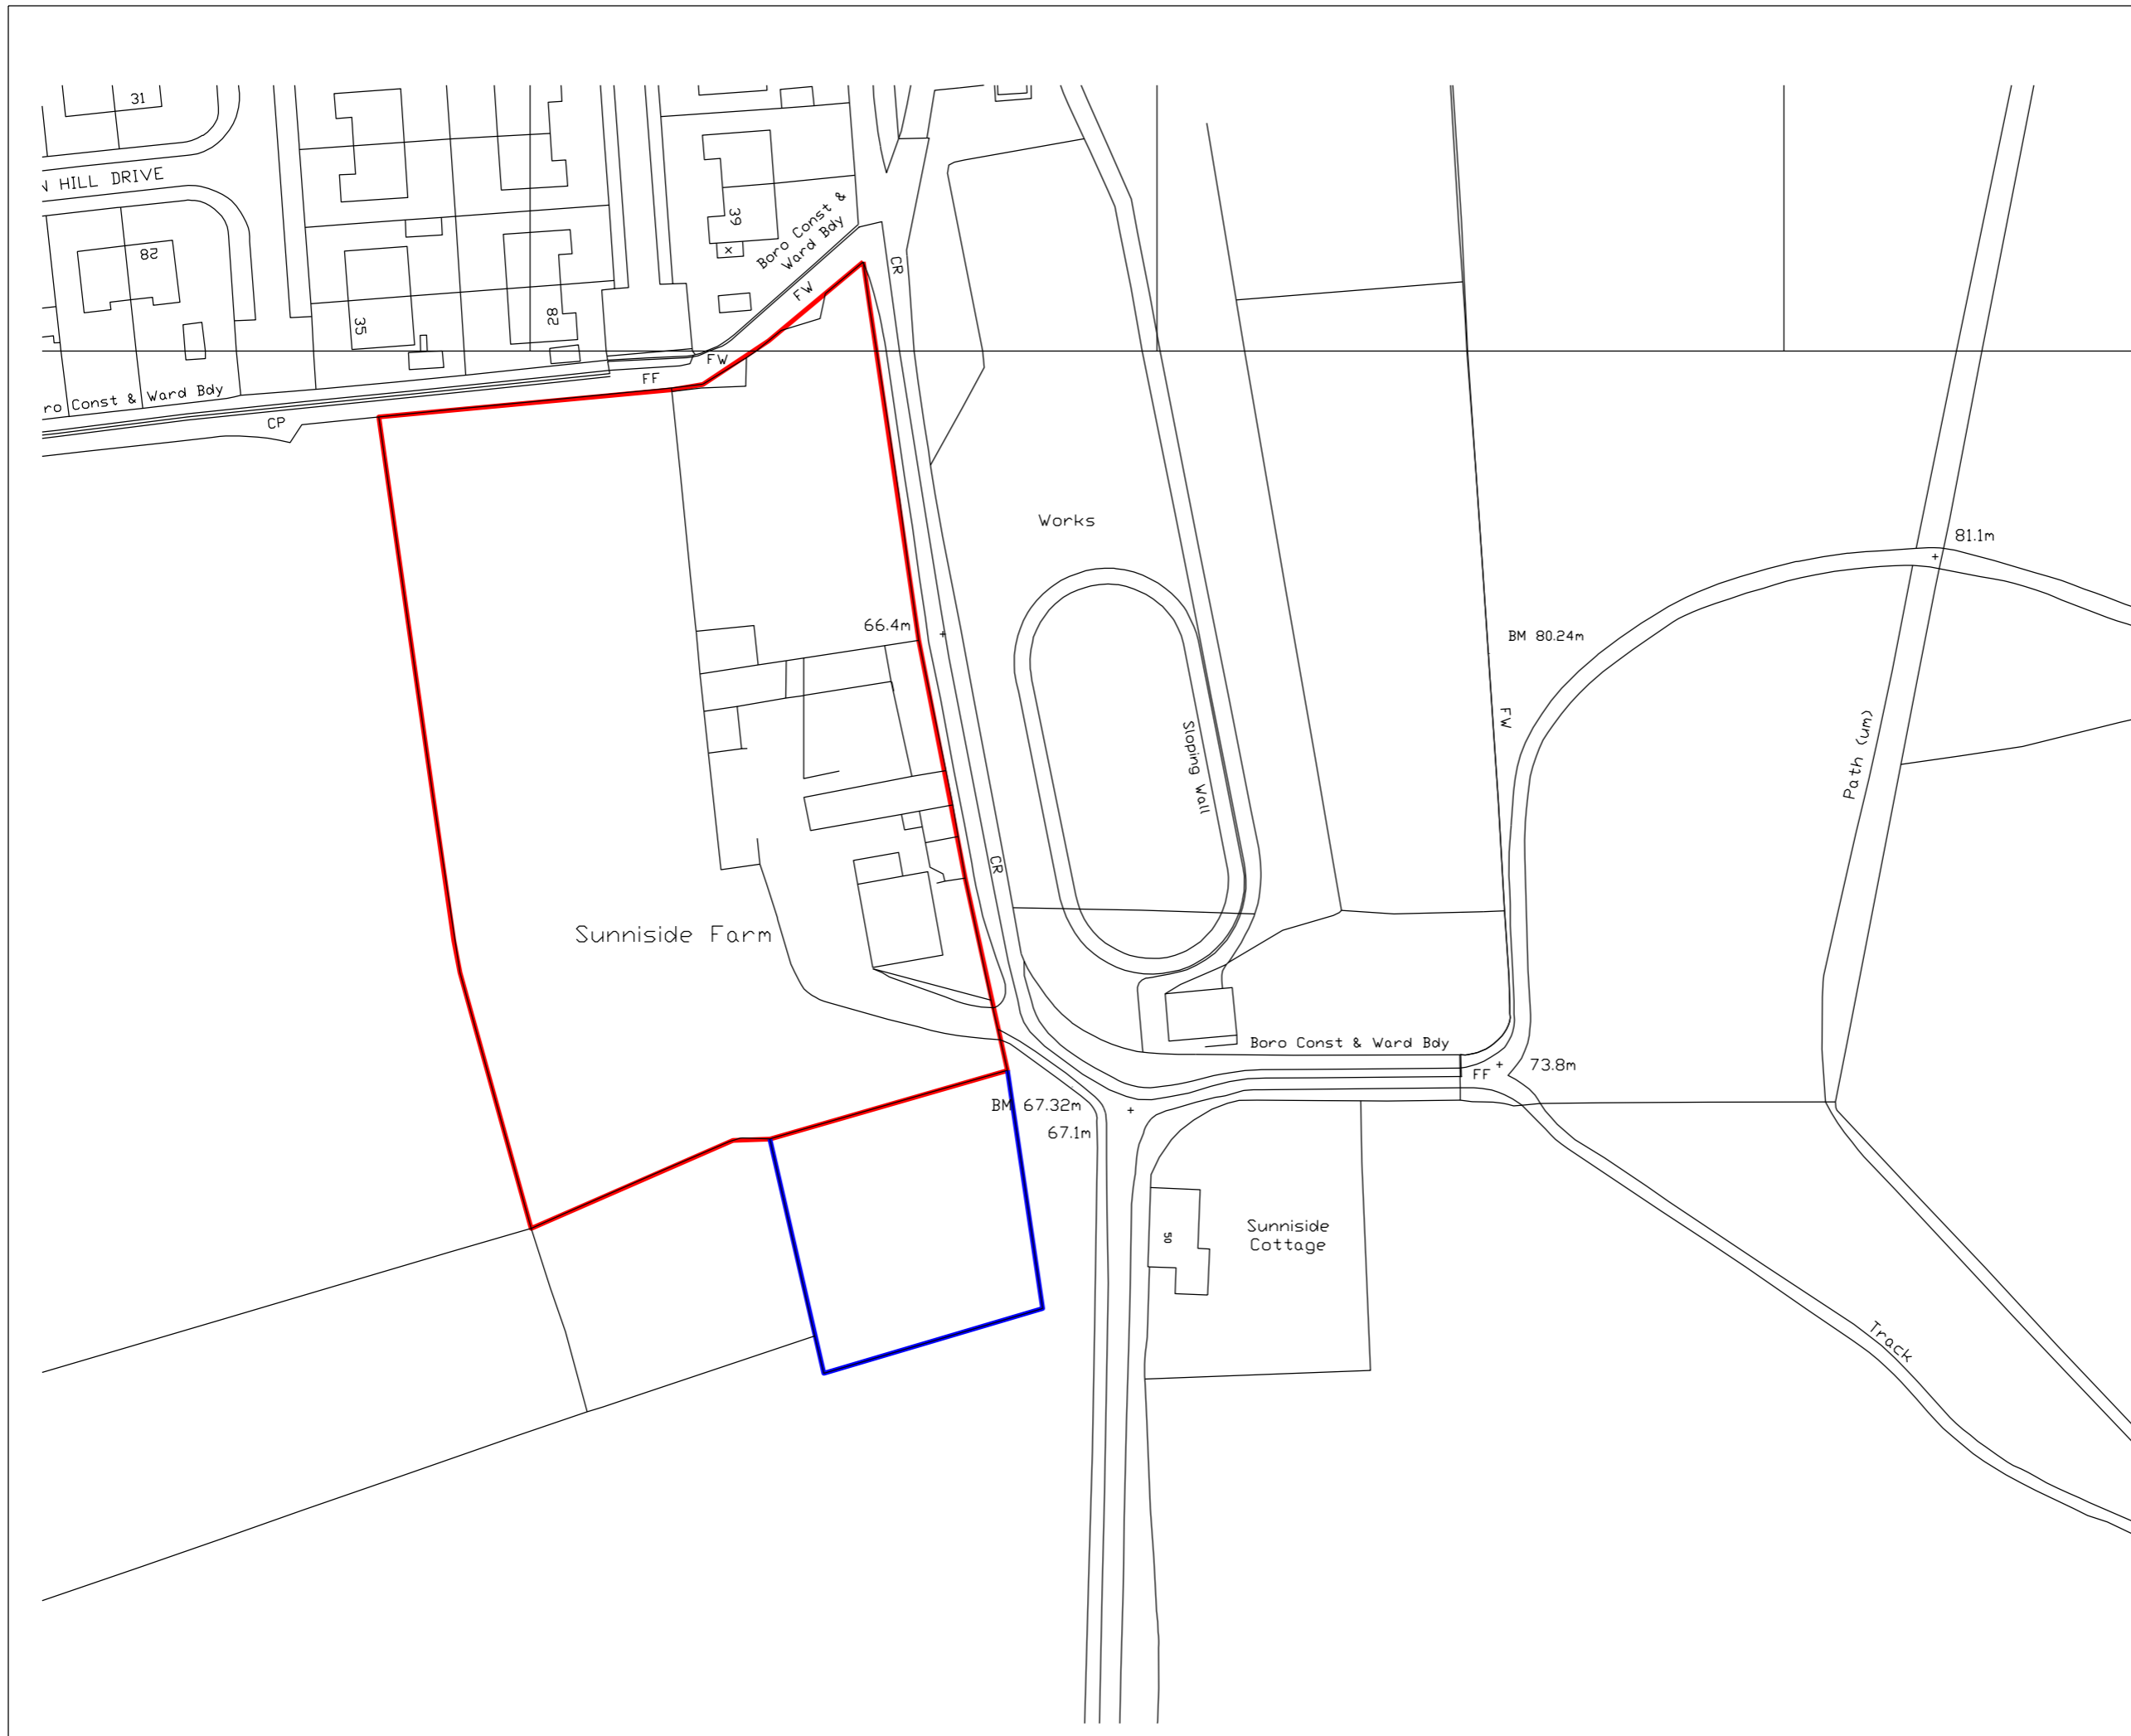 31
HILL DRIVE
28
39
Boro Const &
Ward Bdy
CR
FW
35
82
FW
FF
Const & Ward Bdy
CP
Works
81.1m
66.4m
BM 80.24m
FW
Sloping Wall
Path (um)
CR
Sunniside Farm
Boro Const & Ward Bdy
FF
73.8m
BM 67.32m
67.1m
50
Sunniside
Cottage
Track